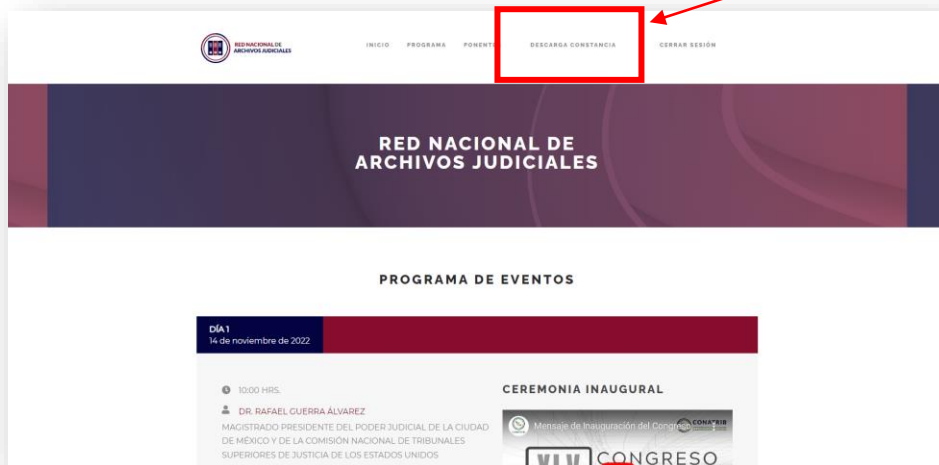 RED NACIONAL DE
ARCHIVOS JUDICIALES
INICIO PROGRAMA DESCARGA CONSTANCIA CERRAR SESIÓN
RED NACIONAL DE
ARCHIVOS JUDICIALES
PROGRAMA DE EVENTOS
DÍA 1
14 de noviembre de 2022
10:00 HRS.
DR. RAFAEL GUERRA ÁLVAREZ
MAGISTRADO PRESIDENTE DEL PODER JUDICIAL DE LA CIUDAD
DE MÉXICO Y DE LA COMISIÓN NACIONAL DE TRIBUNALES
SUPERIORES DE JUSTICIA DE LOS ESTADOS UNIDOS
CEREMONIA INAUGURAL
Mensaje de Inauguración del Congreso
CONATRIB
XLV CONGRESO